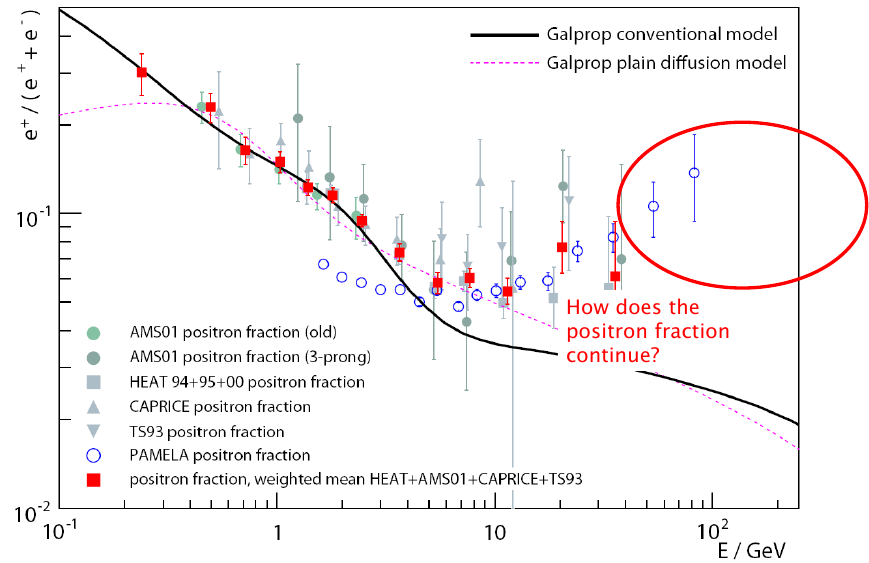 e⁺ / (e⁺ + e⁻)
Galprop conventional model
Galprop plain diffusion model
10⁻¹
How does the
positron fraction
continue?
AMS01 positron fraction (old)
AMS01 positron fraction (3-prong)
HEAT 94+95+00 positron fraction
CAPRICE positron fraction
TS93 positron fraction
PAMELA positron fraction
positron fraction, weighted mean HEAT+AMS01+CAPRICE+TS93
10⁻²
10⁻¹ 1 10 10²
E / GeV